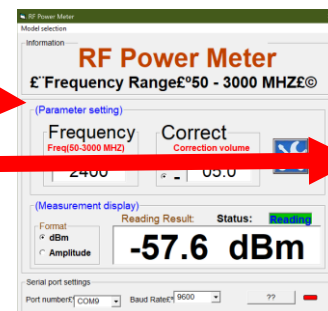 RF Power Meter
Model selection
Information
RF Power Meter
£¨Frequency Range£º50 - 3000 MHZ£©
(Parameter setting)
Frequency Correct
Freq(50-3000 MHZ) Correction volume
2400 - 05.0
(Measurement display)
Reading Result: Status: Reading
Format
dBm
Amplitude
-57.6 dBm
Serial port settings
Port number£º COM9 Baud Rate£º 9600 ??